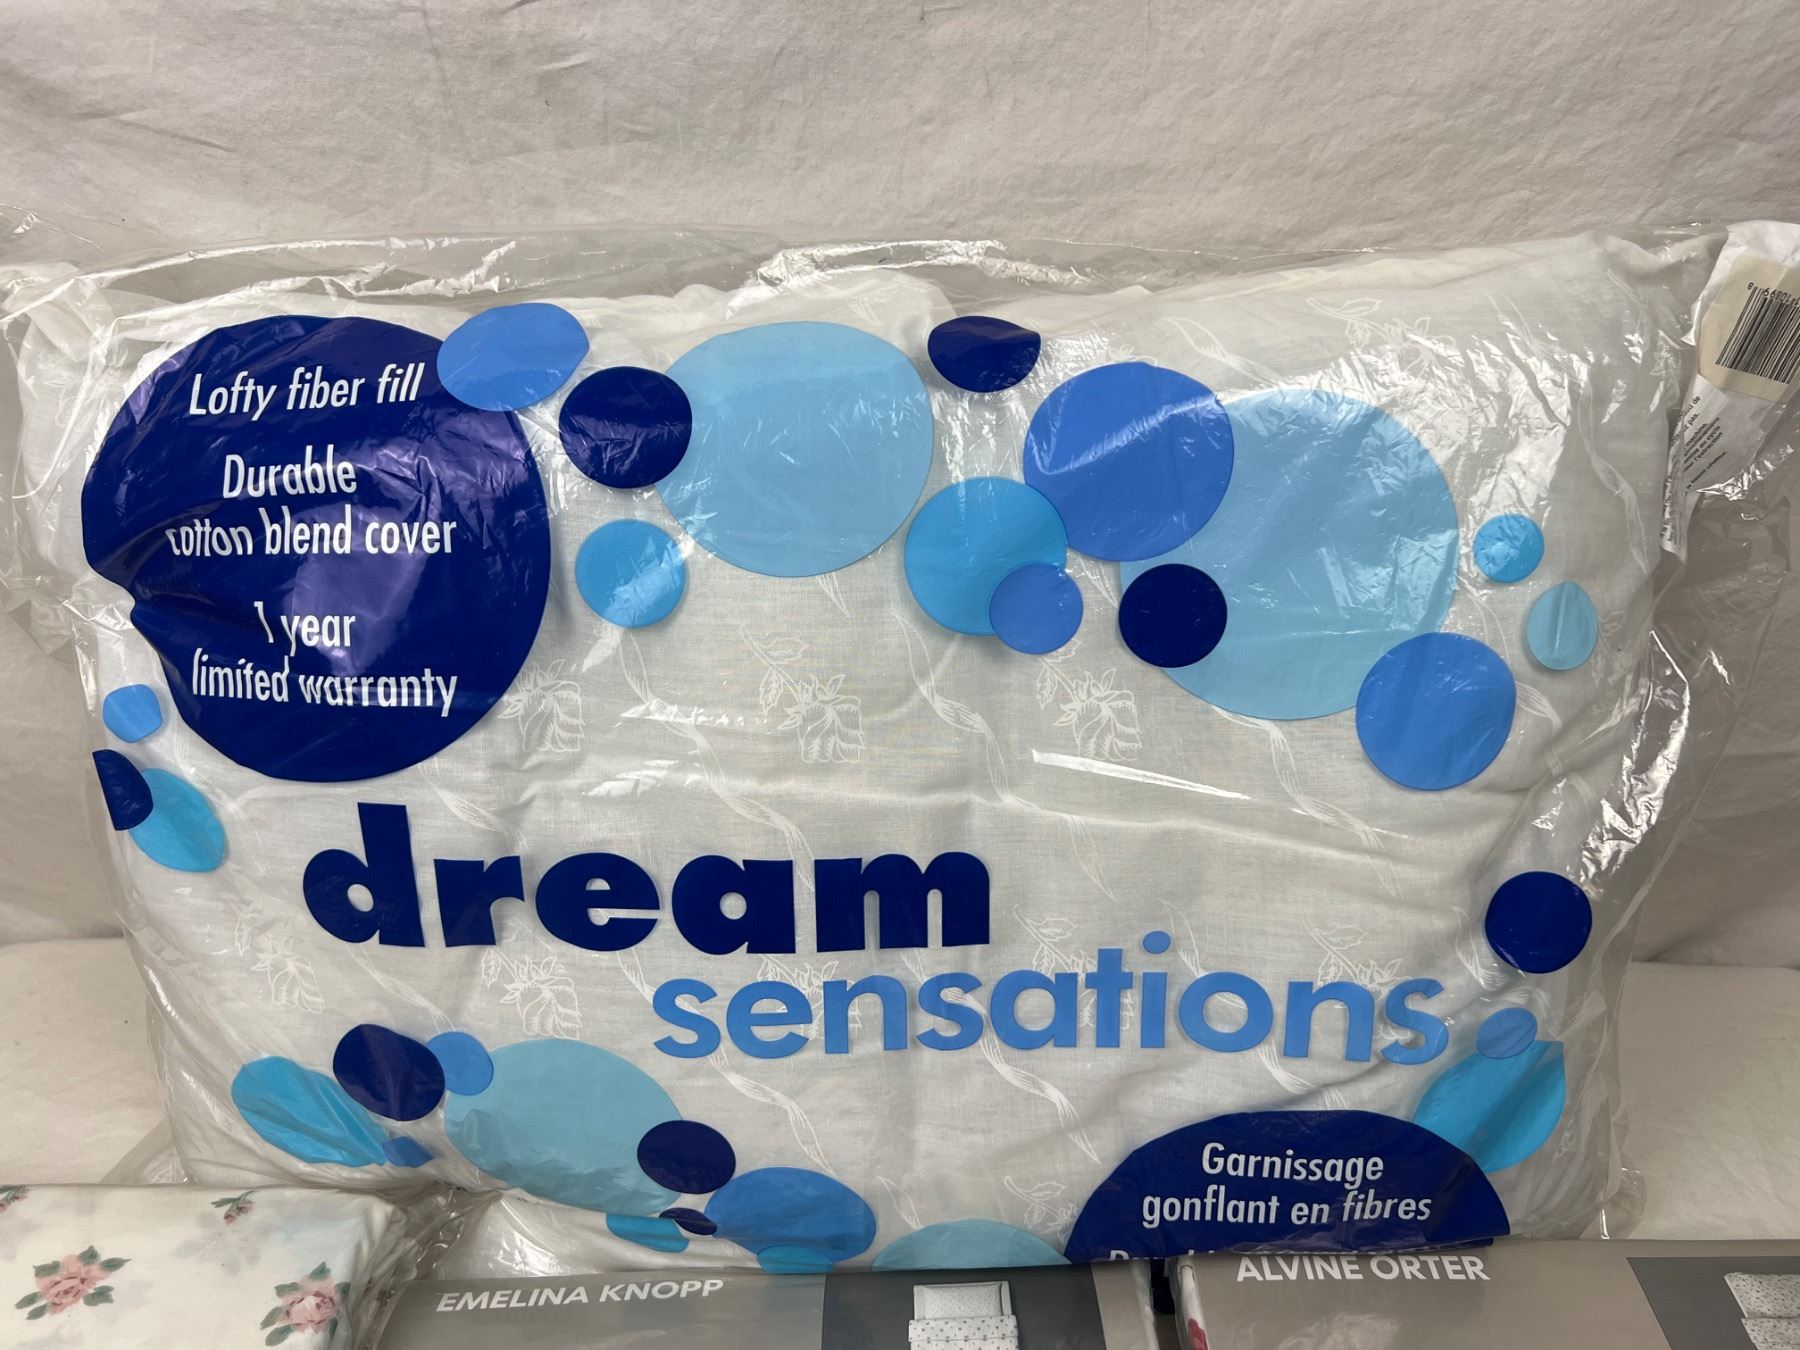 Lofty fiber fill
Durable
cotton blend cover
1 year
limited warranty
dream
sensations
Garnissage
gonflant en fibres
EMELINA KNOPP
ALVINE ÖRTER